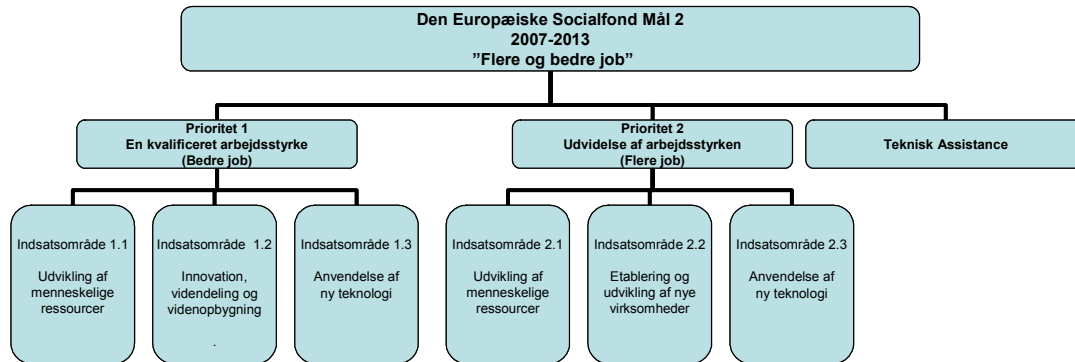 Den Europæiske Socialfond Mål 2
2007-2013
”Flere og bedre job”
Prioritet 1
En kvalificeret arbejdsstyrke
(Bedre job)
Prioritet 2
Udvidelse af arbejdsstyrken
(Flere job)
Teknisk Assistance
Indsatsområde 1.1
Udvikling af
menneskelige
ressourcer
Indsatsområde 1.2
Innovation,
videndeling og
videnopbygning
.
Indsatsområde 1.3
Anvendelse af
ny teknologi
Indsatsområde 2.1
Udvikling af
menneskelige
ressourcer
Indsatsområde 2.2
Etablering og
udvikling af nye
virksomheder
Indsatsområde 2.3
Anvendelse af
ny teknologi